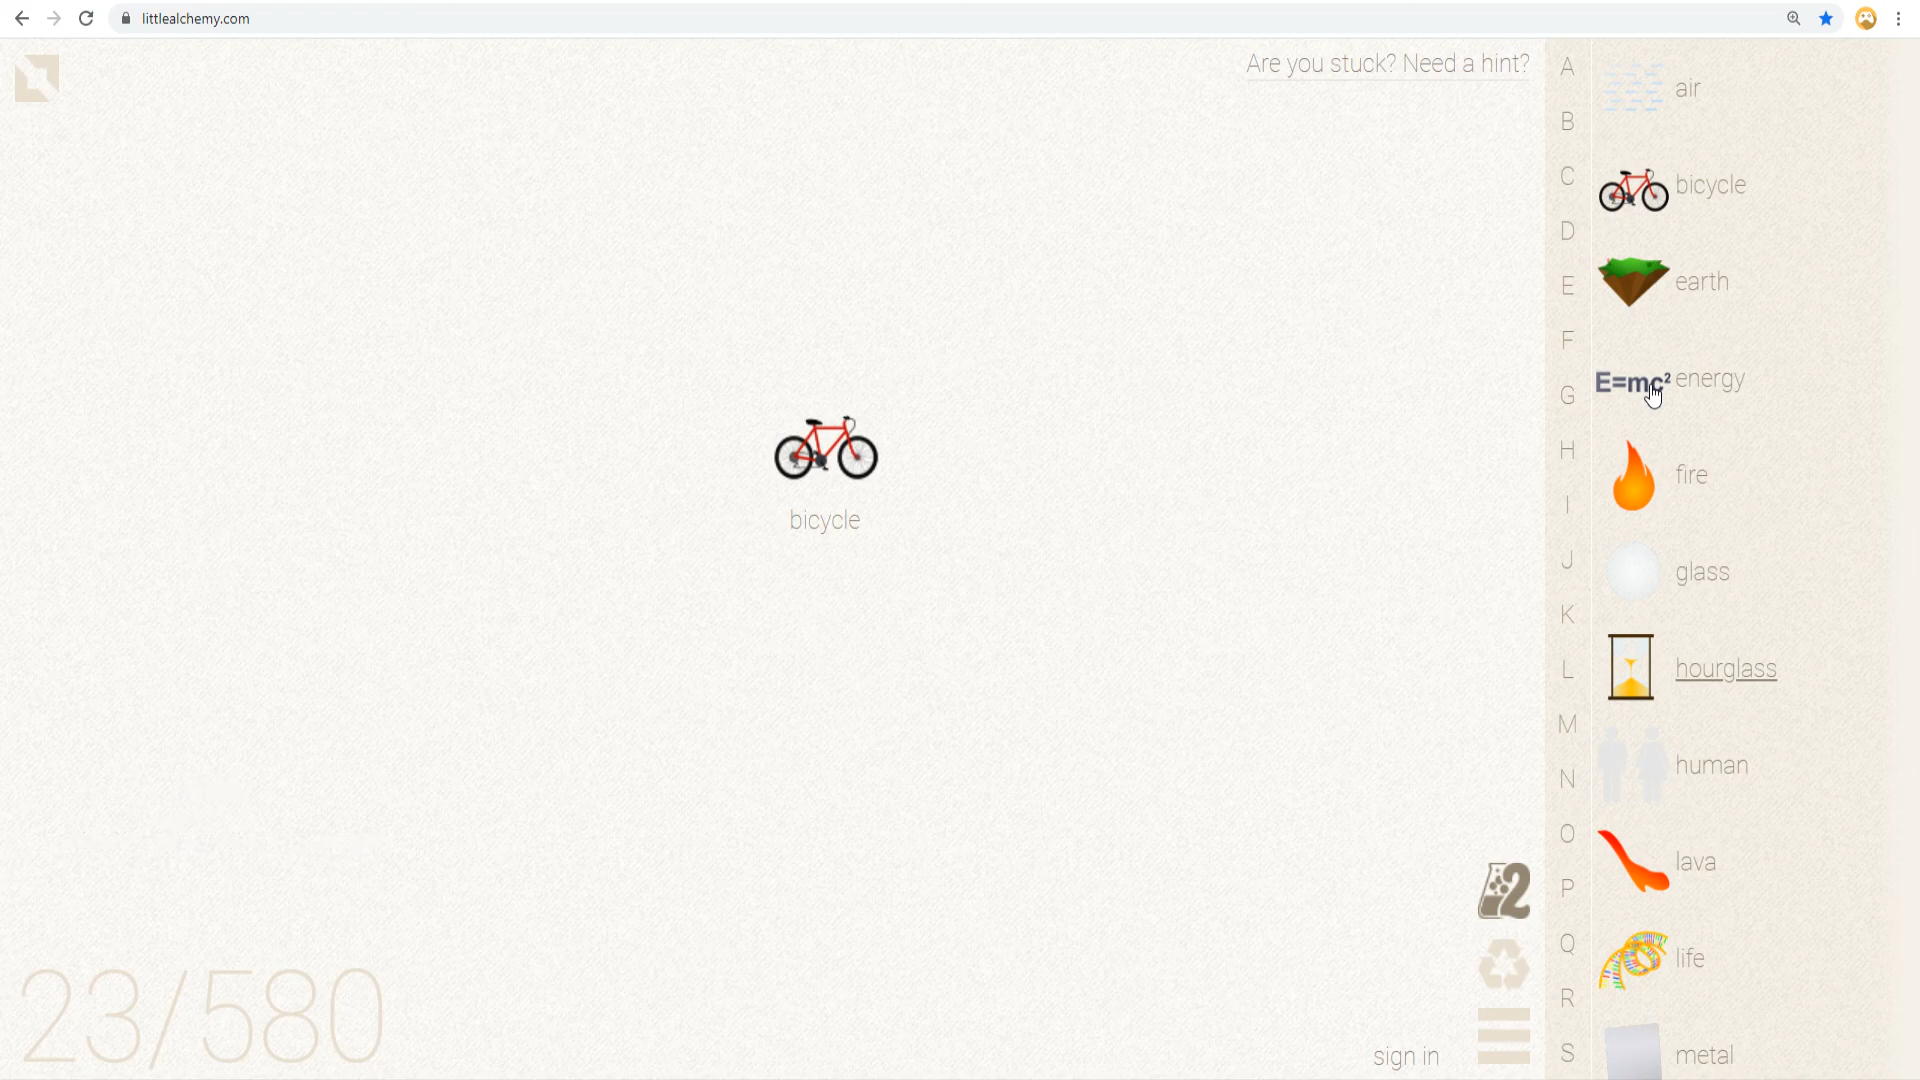 littlealchemy.com
Are you stuck? Need a hint?
A
B
C
D
E
F
G
H
I
J
K
L
M
N
O
P
Q
R
S
air
bicycle
earth
E=mc² energy
fire
glass
hourglass
human
lava
life
metal
bicycle
2
23/580
sign in